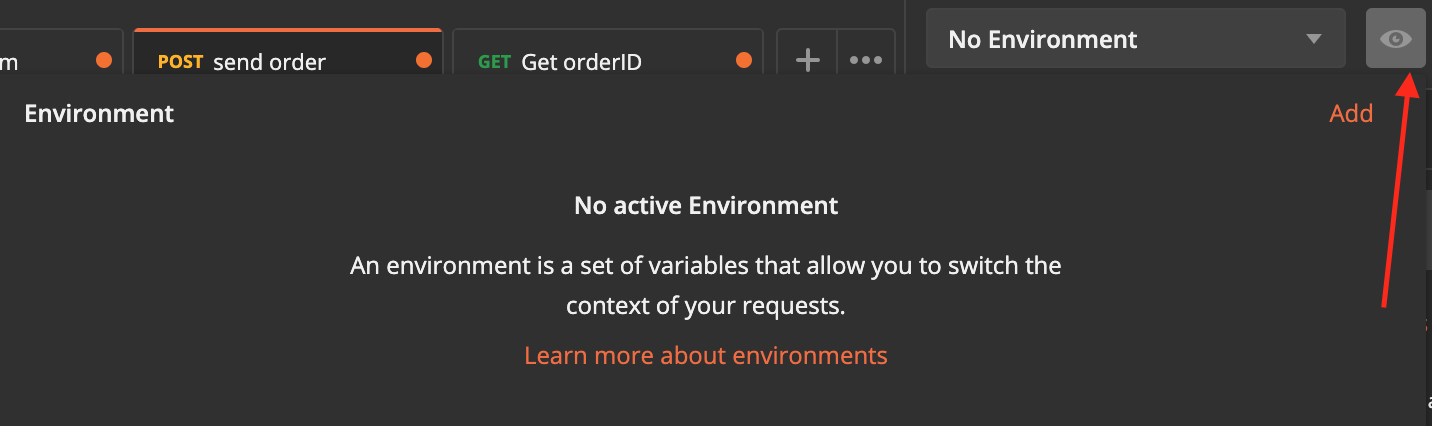 m
POST send order
GET Get orderID
No Environment
Environment
Add
No active Environment
An environment is a set of variables that allow you to switch the
context of your requests.
Learn more about environments